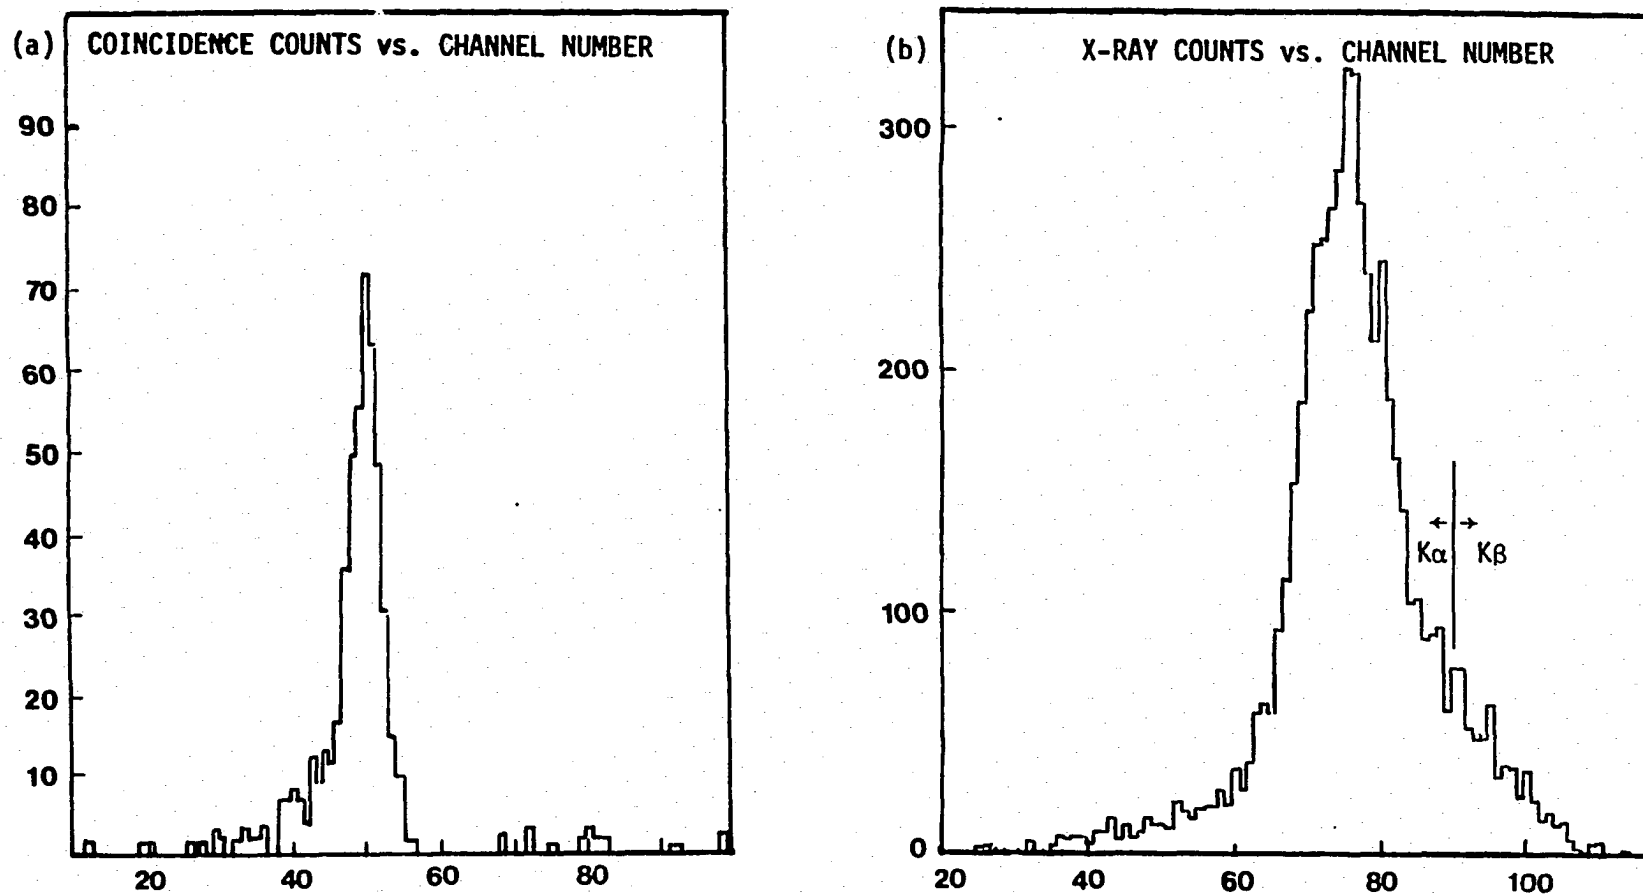 (a) COINCIDENCE COUNTS vs. CHANNEL NUMBER
90
80
70
60
50
40
30
20
10
20 40 60 80
(b) X-RAY COUNTS vs. CHANNEL NUMBER
300
200
100
0
← →
Kα Kβ
20 40 60 80 100